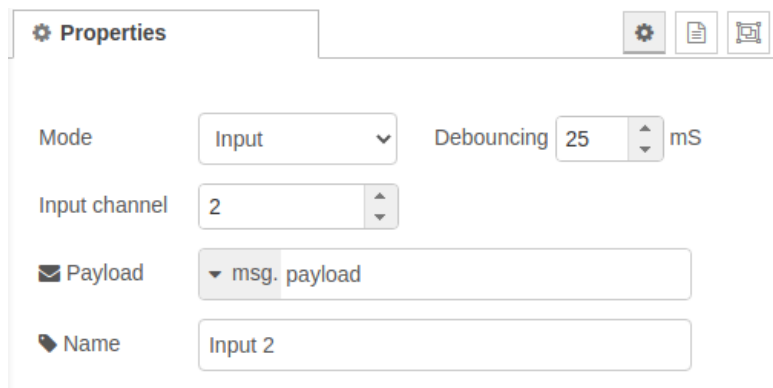 Properties
Mode Input Debouncing 25 mS
Input channel 2
Payload msg. payload
Name Input 2